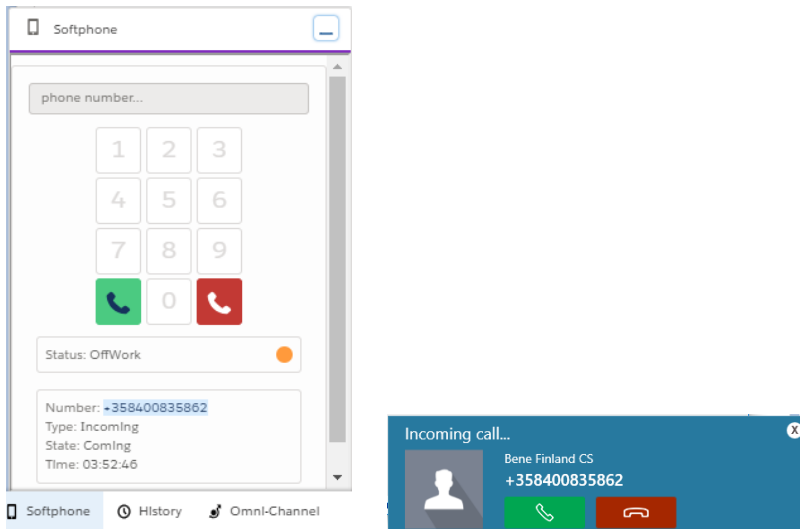 Softphone
phone number...
1 2 3
4 5 6
7 8 9
0
Status: OffWork
Number: +358400835862
Type: Incoming
State: Coming
Time: 03:52:46
Softphone History Omni-Channel
Incoming call...
X
Bene Finland CS
+358400835862